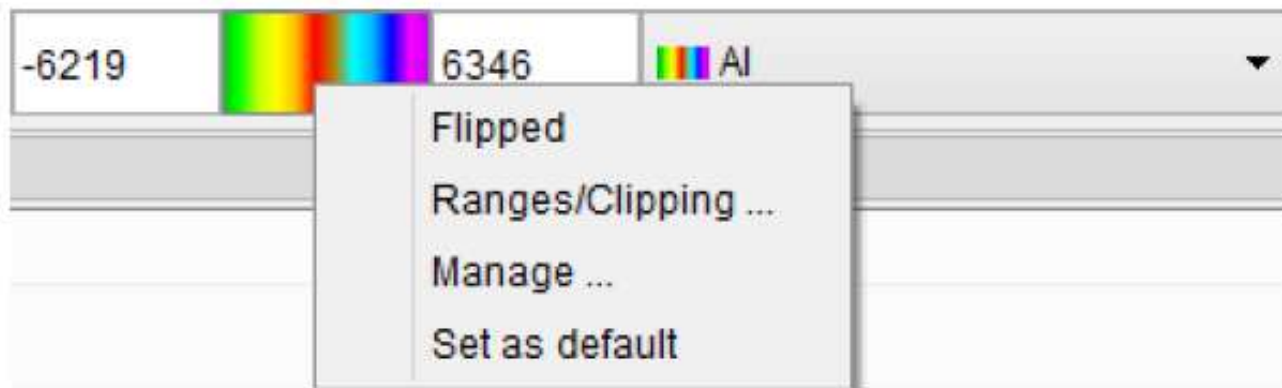 -6219 6346 AI
Flipped
Ranges/Clipping ...
Manage ...
Set as default